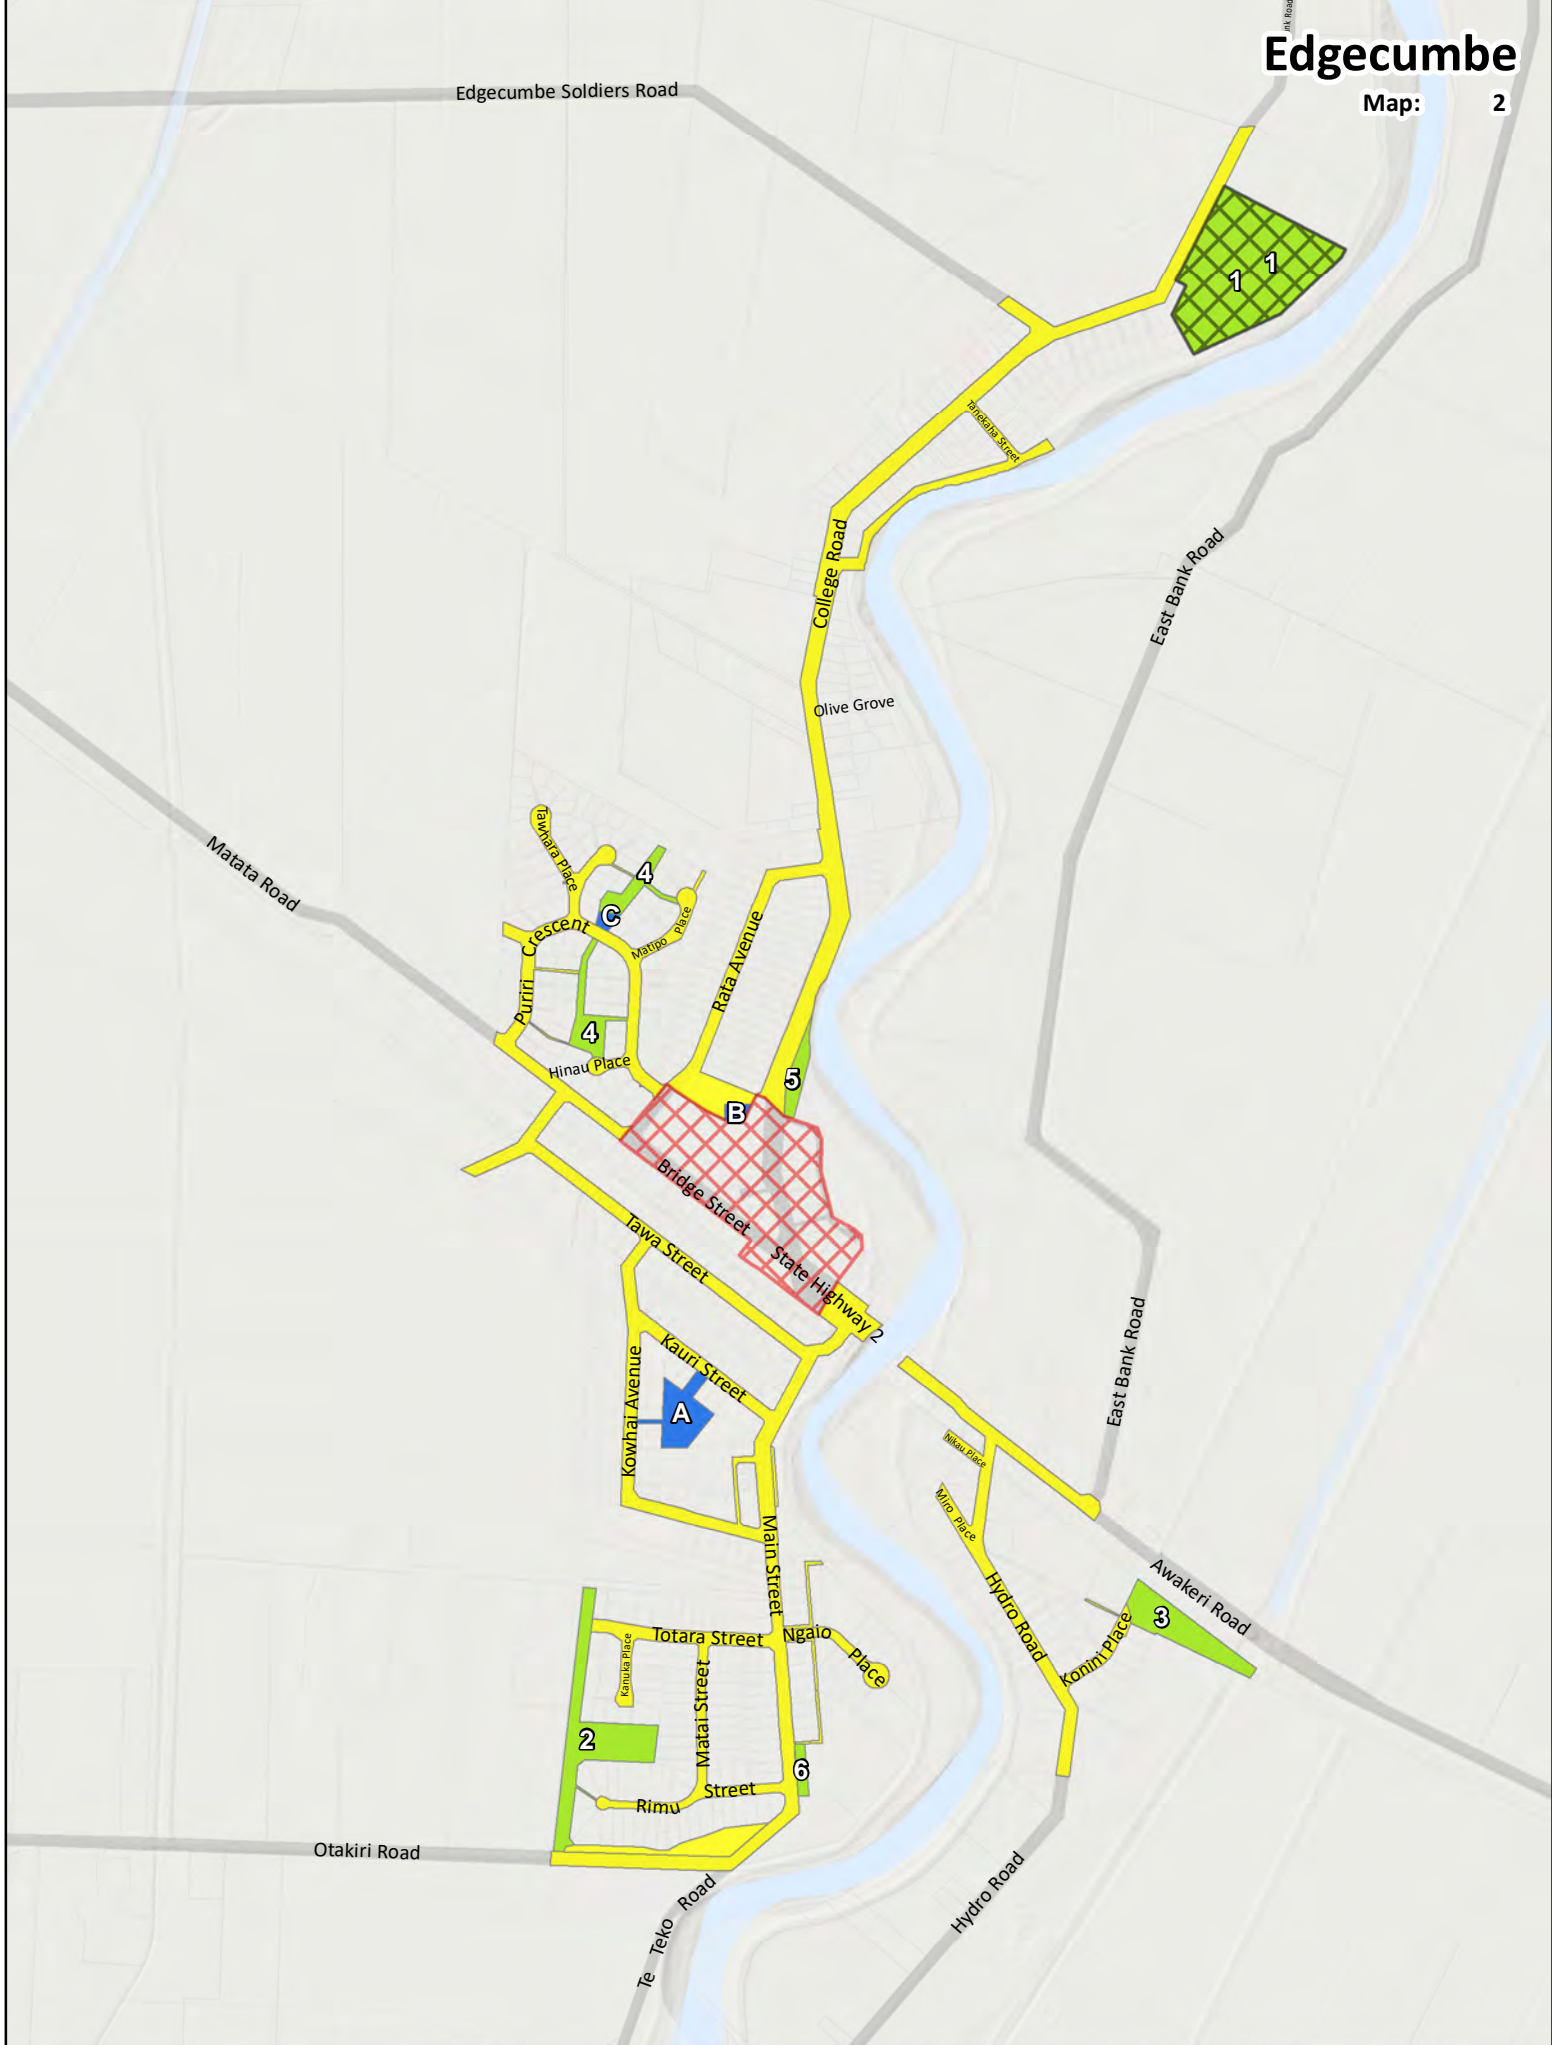 nk Road
Edgecumbe
Map: 2
Edgecumbe Soldiers Road
1
1
Tanekaha Street
College Road
East Bank Road
Olive Grove
Matata Road
Tawhara Place
4
C
Crescent
Matipo Place
Rata Avenue
Puriri
4
Hinau Place
5
B
Bridge Street
Tawa Street
State Highway 2
Kauri Street
Kowhai Avenue
A
East Bank Road
Nikau Place
Miro Place
Main Street
Awakeri Road
Hydro Road
3
Konini Place
Totara Street
Ngaio Place
Kanuka Place
Matai Street
2
6
Rimu Street
Otakiri Road
Te Teko Road
Hydro Road